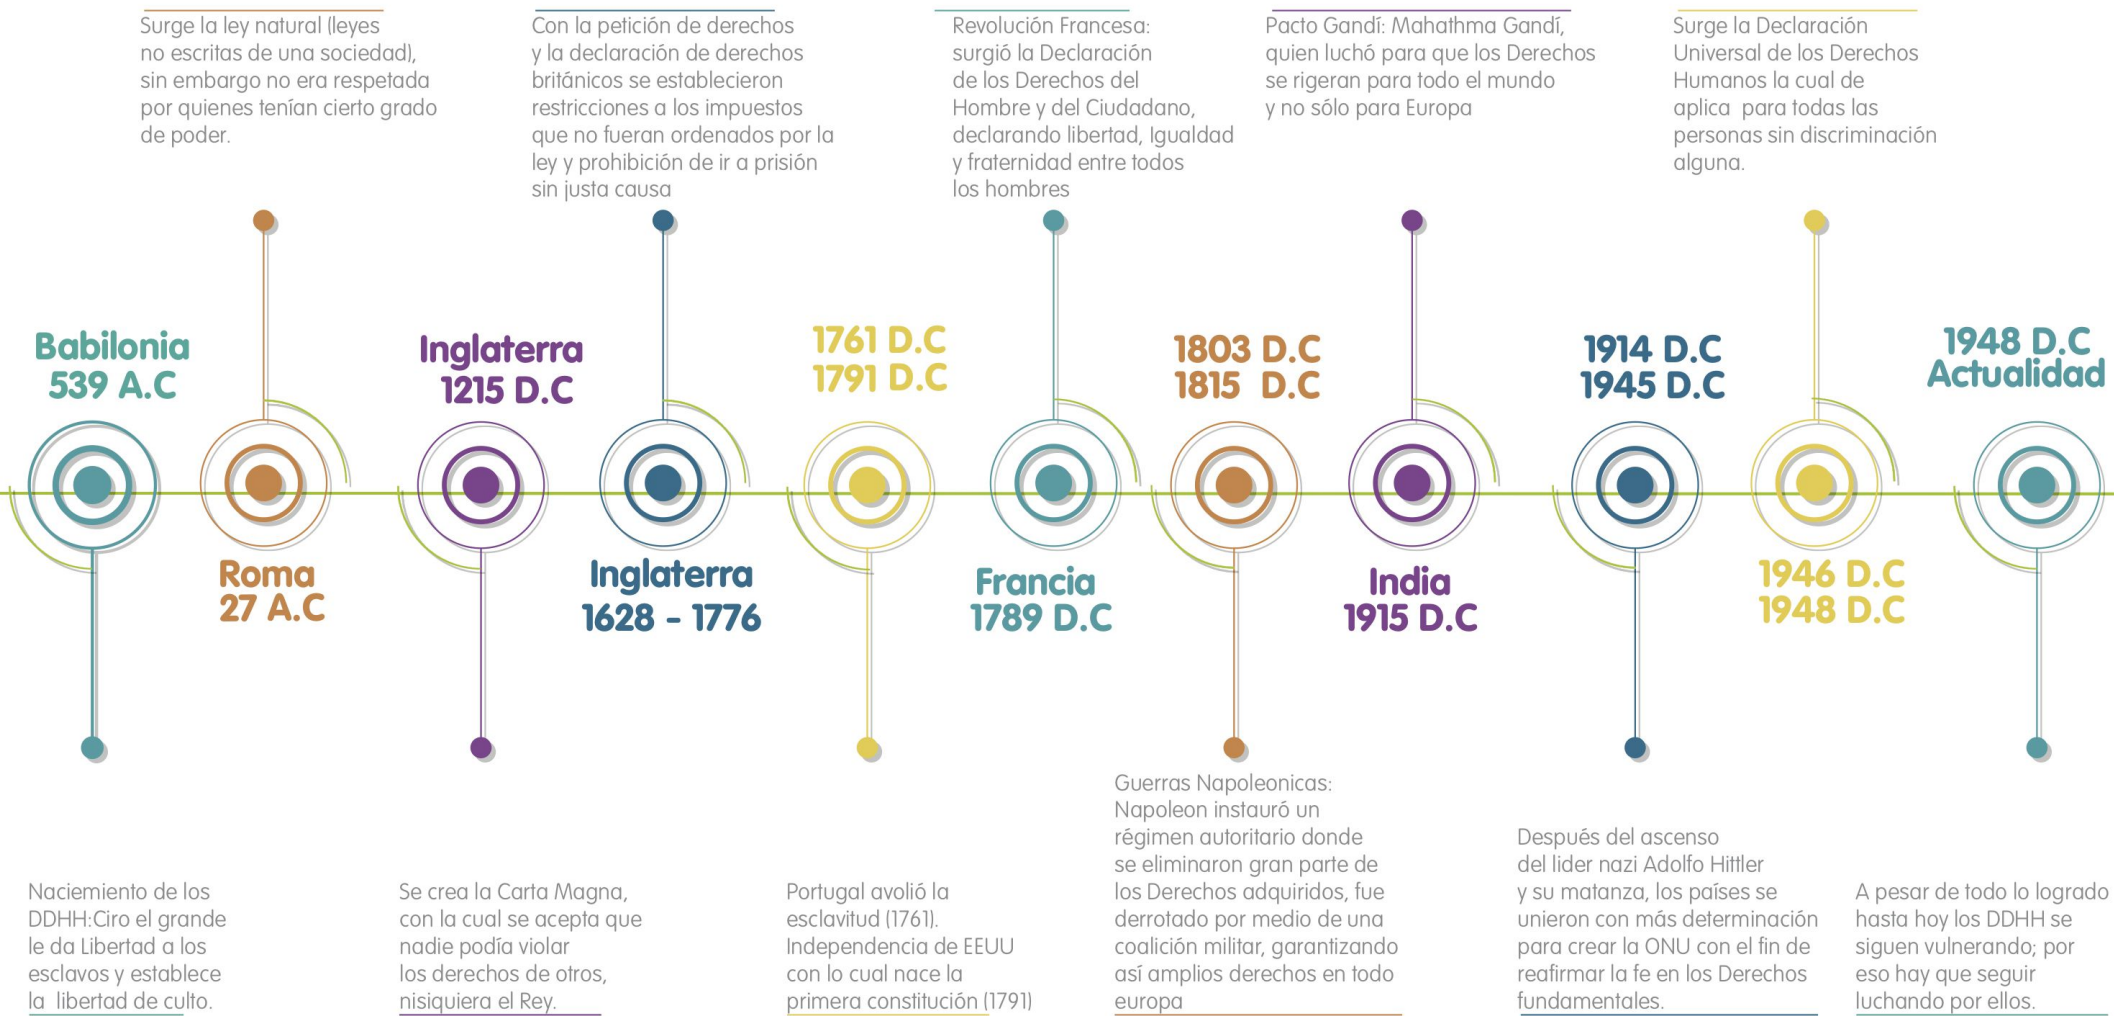 Surge la ley natural (leyes
no escritas de una sociedad),
sin embargo no era respetada
por quienes tenían cierto grado
de poder.
Con la petición de derechos
y la declaración de derechos
británicos se establecieron
restricciones a los impuestos
que no fueran ordenados por la
ley y prohibición de ir a prisión
sin justa causa
Revolución Francesa:
surgió la Declaración
de los Derechos del
Hombre y del Ciudadano,
declarando libertad, Igualdad
y fraternidad entre todos
los hombres
Pacto Gandí: Mahathma Gandí,
quien luchó para que los Derechos
se rigeran para todo el mundo
y no sólo para Europa
Surge la Declaración
Universal de los Derechos
Humanos la cual de
aplica para todas las
personas sin discriminación
alguna.
Babilonia
539 A.C
Roma
27 A.C
Inglaterra
1215 D.C
Inglaterra
1628 - 1776
1761 D.C
1791 D.C
Francia
1789 D.C
1803 D.C
1815 D.C
India
1915 D.C
1914 D.C
1945 D.C
1946 D.C
1948 D.C
1948 D.C
Actualidad
Naciemiento de los
DDHH:Ciro el grande
le da Libertad a los
esclavos y establece
la libertad de culto.
Se crea la Carta Magna,
con la cual se acepta que
nadie podía violar
los derechos de otros,
nisiquiera el Rey.
Portugal avolió la
esclavitud (1761).
Independencia de EEUU
con lo cual nace la
primera constitución (1791)
Guerras Napoleonicas:
Napoleon instauró un
régimen autoritario donde
se eliminaron gran parte de
los Derechos adquiridos, fue
derrotado por medio de una
coalición militar, garantizando
así amplios derechos en todo
europa
Después del ascenso
del lider nazi Adolfo Hittler
y su matanza, los países se
unieron con más determinación
para crear la ONU con el fin de
reafirmar la fe en los Derechos
fundamentales.
A pesar de todo lo logrado
hasta hoy los DDHH se
siguen vulnerando; por
eso hay que seguir
luchando por ellos.